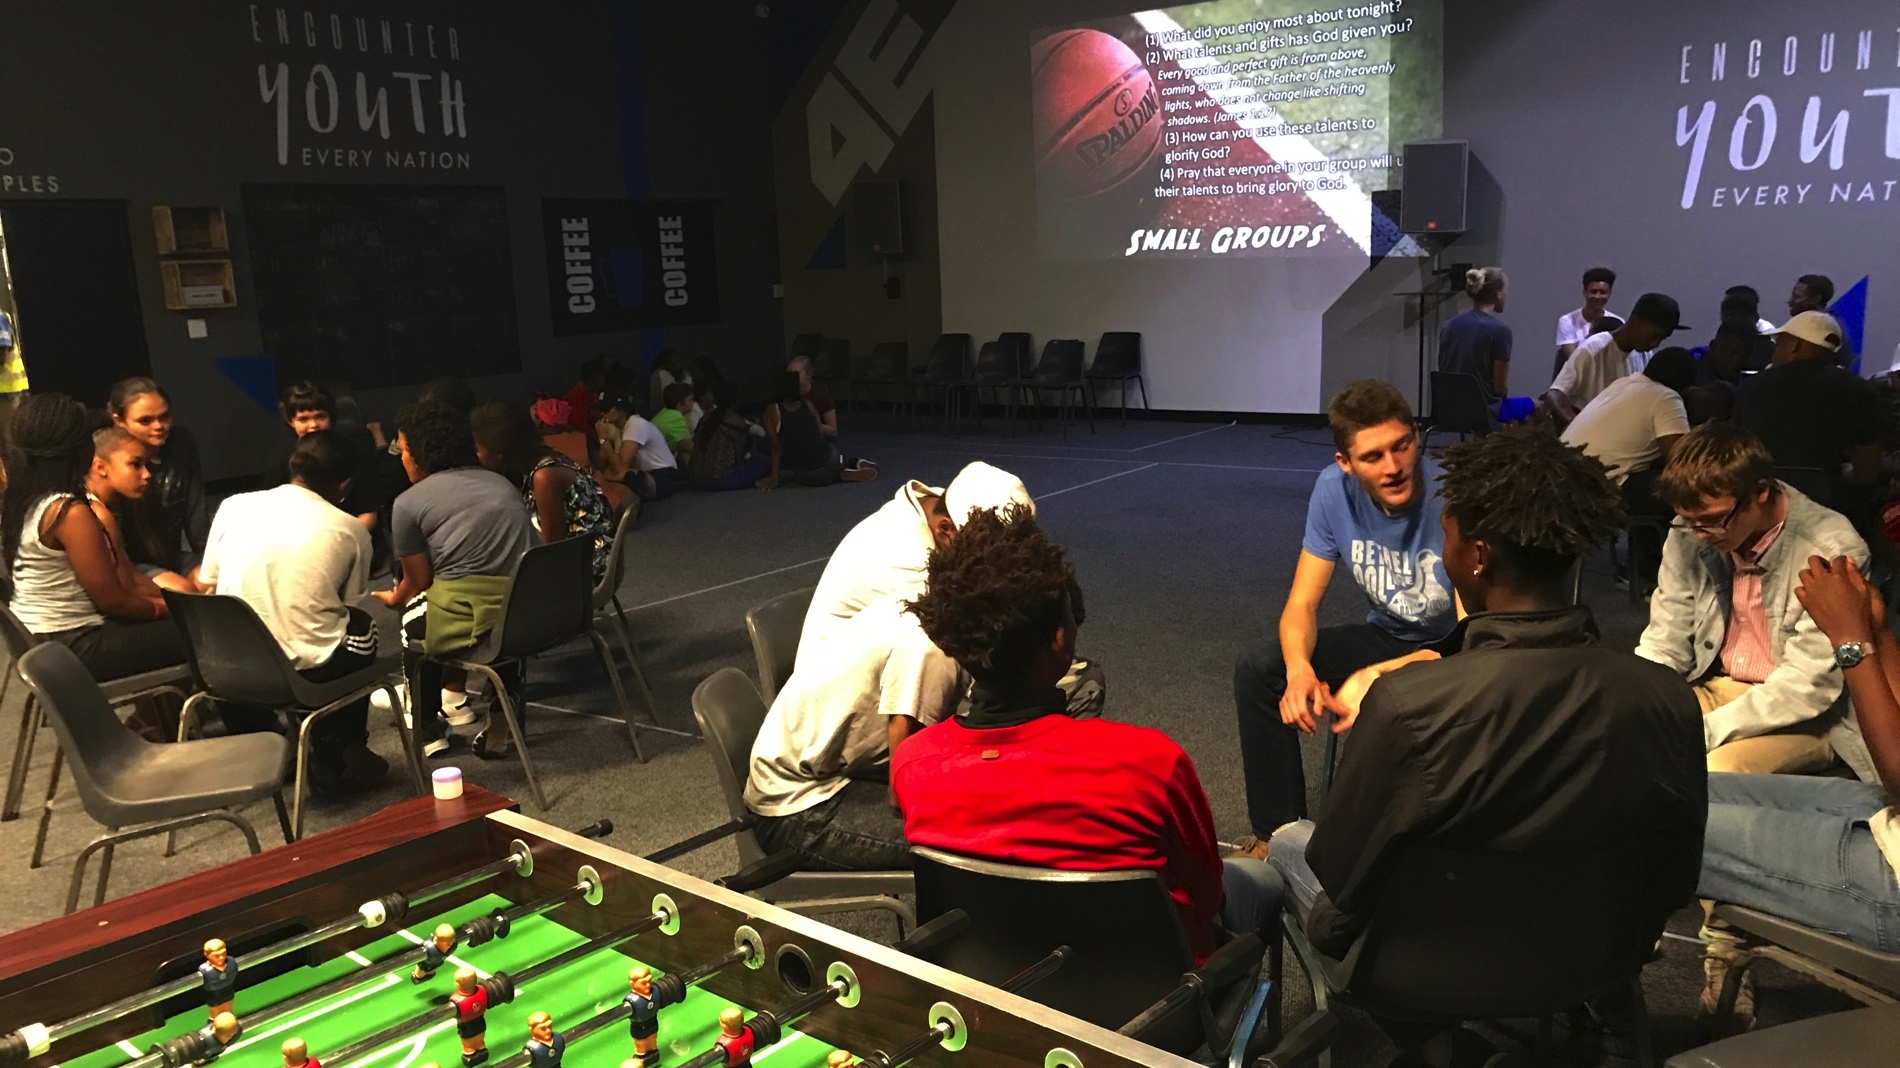 ENCOUNTER
YOUTH
EVERY NATION
PLES
COFFEE
COFFEE
4E
(1) What did you enjoy most about tonight?
(2) What talents and gifts has God given you?
Every good and perfect gift is from above,
coming down from the Father of the heavenly
lights, who does not change like shifting
shadows. (James 1:17)
(3) How can you use these talents to
glorify God?
(4) Pray that everyone in your group will u
their talents to bring glory to God.
SPALDING
SMALL GROUPS
ENCOUN
YOUT
EVERY NAT